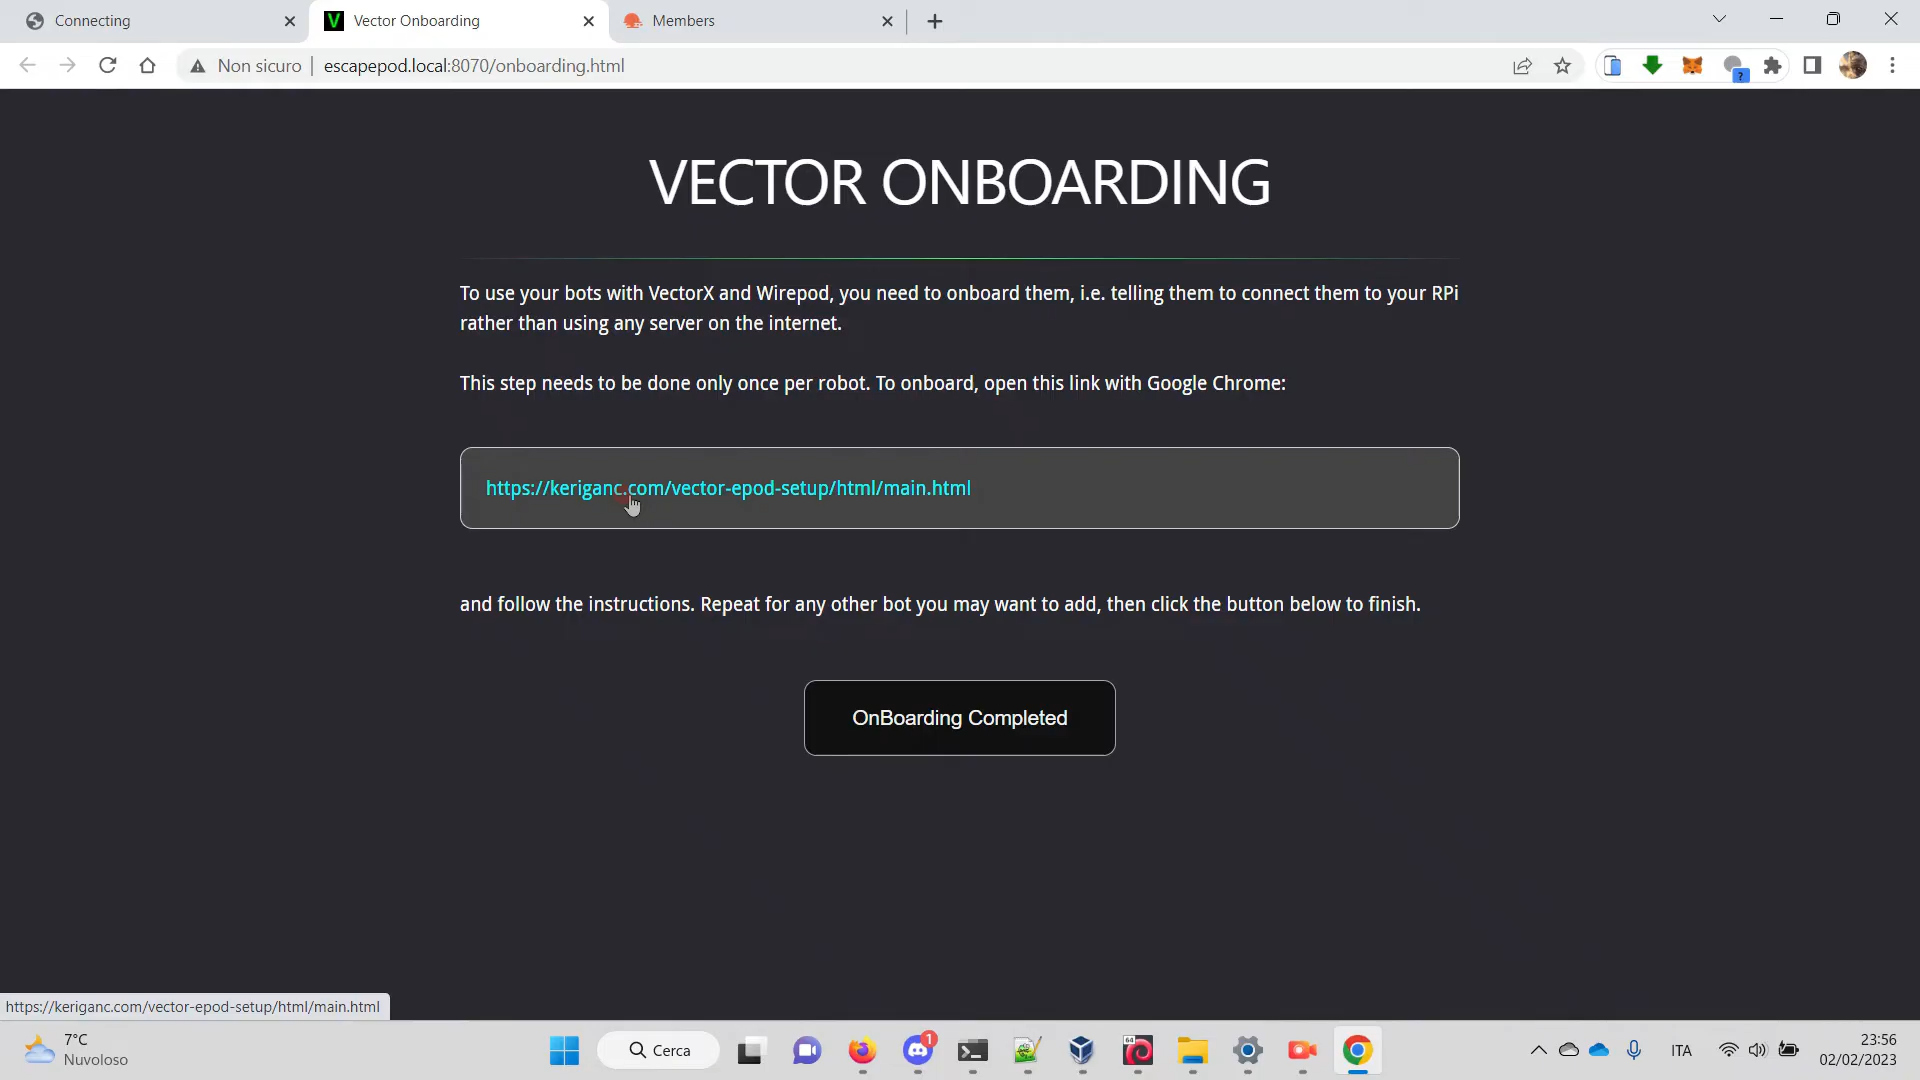 Connecting
Vector Onboarding
Members
Non sicuro
escapepod.local:8070/onboarding.html
?
VECTOR ONBOARDING
To use your bots with VectorX and Wirepod, you need to onboard them, i.e. telling them to connect them to your RPi
rather than using any server on the internet.
This step needs to be done only once per robot. To onboard, open this link with Google Chrome:
https://keriganc.com/vector-epod-setup/html/main.html
and follow the instructions. Repeat for any other bot you may want to add, then click the button below to finish.
OnBoarding Completed
https://keriganc.com/vector-epod-setup/html/main.html
7°C
Nuvoloso
Cerca
1
64
ITA
23:56
02/02/2023